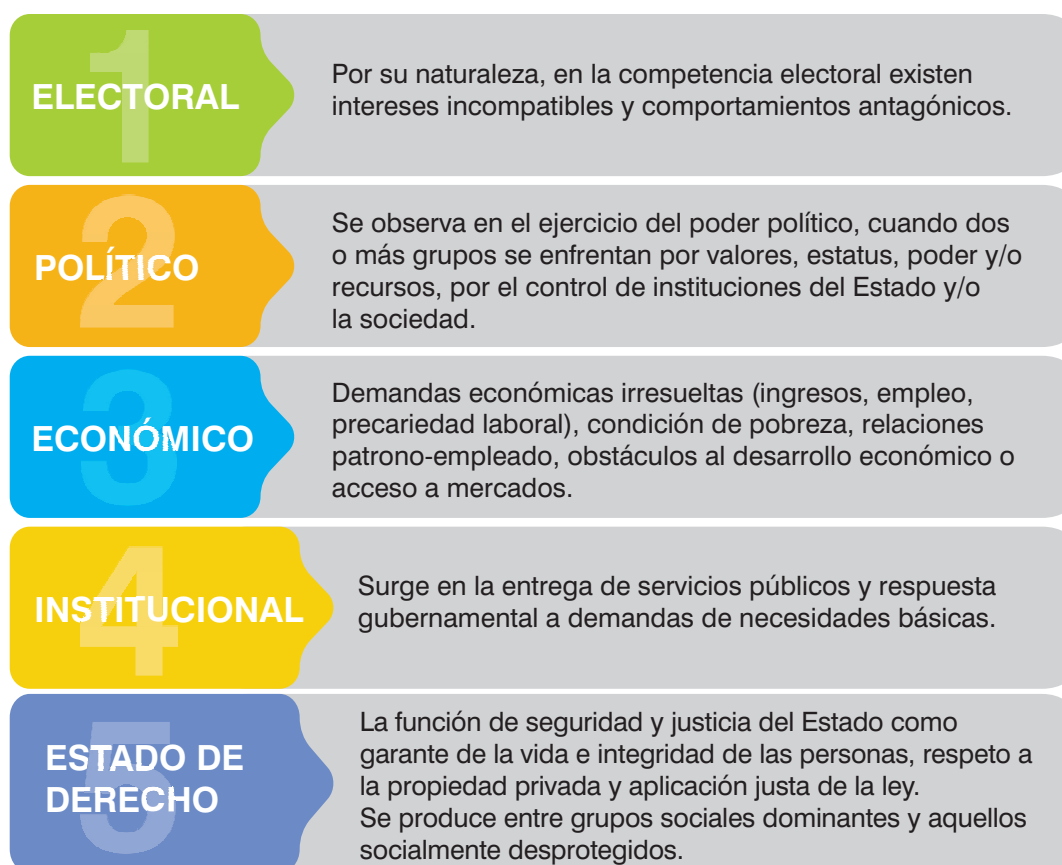 1
ELECTORAL
Por su naturaleza, en la competencia electoral existen
intereses incompatibles y comportamientos antagónicos.
2
POLÍTICO
Se observa en el ejercicio del poder político, cuando dos
o más grupos se enfrentan por valores, estatus, poder y/o
recursos, por el control de instituciones del Estado y/o
la sociedad.
3
ECONÓMICO
Demandas económicas irresueltas (ingresos, empleo,
precariedad laboral), condición de pobreza, relaciones
patrono-empleado, obstáculos al desarrollo económico o
acceso a mercados.
4
INSTITUCIONAL
Surge en la entrega de servicios públicos y respuesta
gubernamental a demandas de necesidades básicas.
5
ESTADO DE
DERECHO
La función de seguridad y justicia del Estado como
garante de la vida e integridad de las personas, respeto a
la propiedad privada y aplicación justa de la ley.
Se produce entre grupos sociales dominantes y aquellos
socialmente desprotegidos.